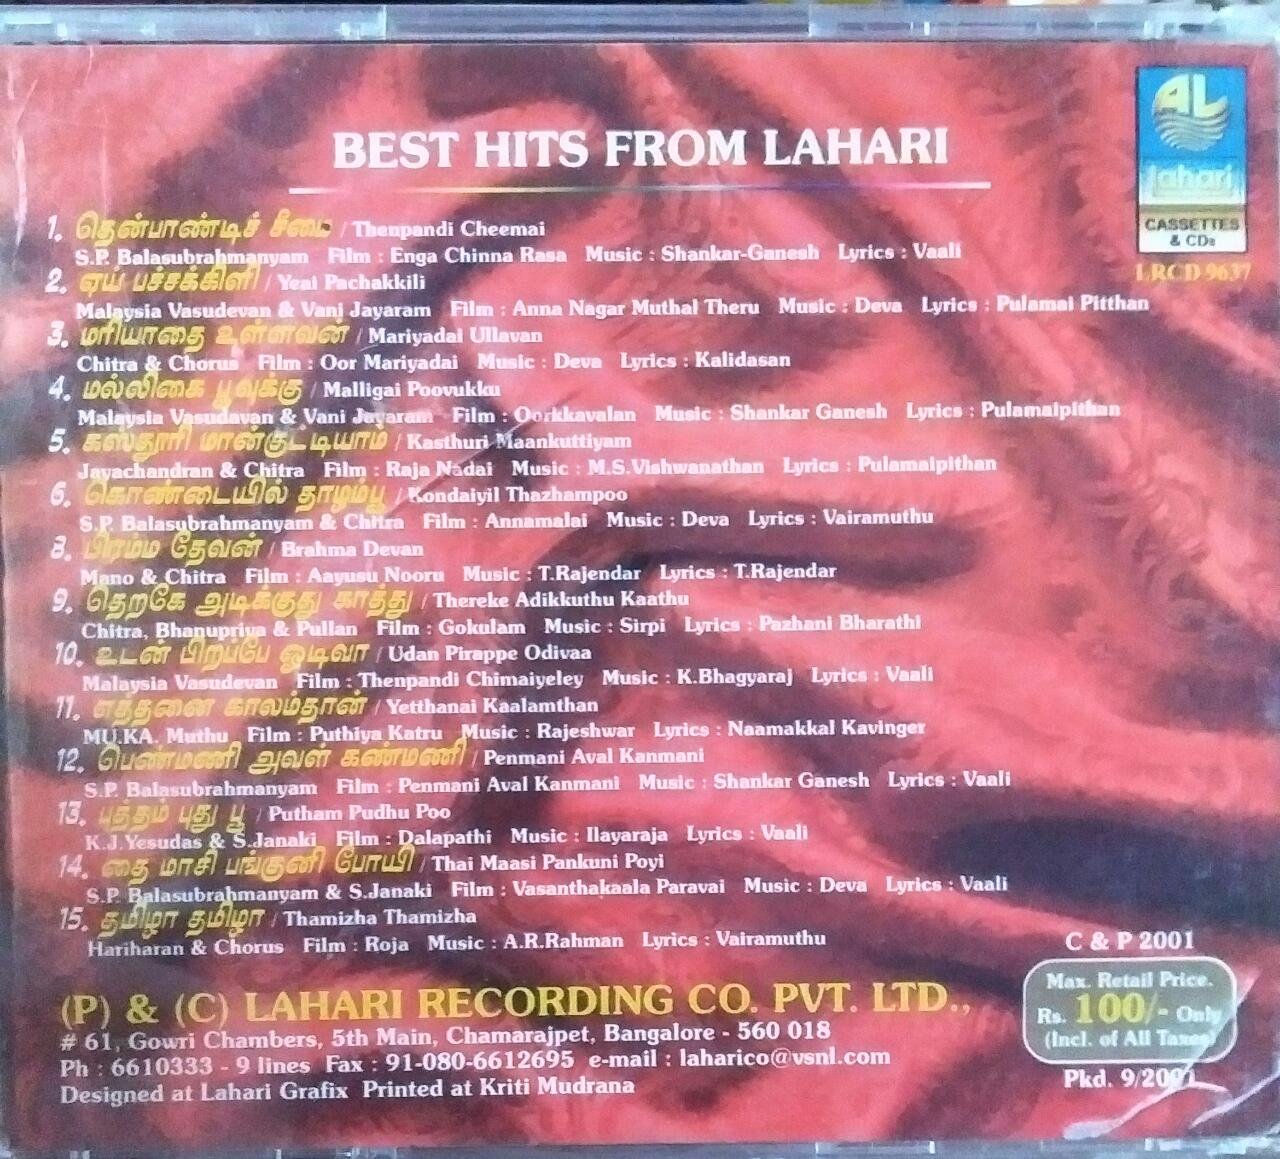 BEST HITS FROM LAHARI
AL
lahari
CASSETTES
& CDs
LRCD 9637
1. தென்பாண்டிச் சீமை / Thenpandi Cheemai
S.P. Balasubrahmanyam Film : Enga Chinna Rasa Music : Shankar-Ganesh Lyrics : Vaali
2. ஏய் பச்சக்கிளி / Yeai Pachakkili
Malaysia Vasudevan & Vani Jayaram Film : Anna Nagar Muthal Theru Music : Deva Lyrics : Pulamai Pitthan
3. மரியாதை உள்ளவன் / Mariyadai Ullavan
Chitra & Chorus Film : Oor Mariyadai Music : Deva Lyrics : Kalidasan
4. மல்லிகை பூவுக்கு / Malligai Poovukku
Malaysia Vasudavan & Vani Jayaram Film : Oorkkavalan Music : Shankar Ganesh Lyrics : Pulamaipithan
5. கஸ்தூரி மான்குட்டியாம் / Kasthuri Maankuttiyam
Jayachandran & Chitra Film : Raja Nadai Music : M.S.Vishwanathan Lyrics : Pulamaipithan
6. கொண்டையில் தாழம்பூ / Kondaiyil Thazhampoo
S.P. Balasubrahmanyam & Chitra Film : Annamalai Music : Deva Lyrics : Vairamuthu
8. பிரம்ம தேவன் / Brahma Devan
Mano & Chitra Film : Aayusu Nooru Music : T.Rajendar Lyrics : T.Rajendar
9. தெறகே அடிக்குது காத்து / Thereke Adikkuthu Kaathu
Chitra, Bhanupriya & Pullan Film : Gokulam Music : Sirpi Lyrics : Pazhani Bharathi
10. உடன் பிறப்பே ஓடிவா / Udan Pirappe Odivaa
Malaysia Vasudevan Film : Thenpandi Chimaiyeley Music : K.Bhagyaraj Lyrics : Vaali
11. எத்தனை காலம்தான் / Yetthanai Kaalamthan
MU.KA. Muthu Film : Puthiya Katru Music : Rajeshwar Lyrics : Naamakkal Kavinger
12. பெண்மணி அவள் கண்மணி / Penmani Aval Kanmani
S.P. Balasubrahmanyam Film : Penmani Aval Kanmani Music : Shankar Ganesh Lyrics : Vaali
13. புத்தம் புது பூ / Putham Pudhu Poo
K.J.Yesudas & S.Janaki Film : Dalapathi Music : Ilayaraja Lyrics : Vaali
14. தை மாசி பங்குனி போயி / Thai Maasi Pankuni Poyi
S.P. Balasubrahmanyam & S.Janaki Film : Vasanthakaala Paravai Music : Deva Lyrics : Vaali
15. தமிழா தமிழா / Thamizha Thamizha
Hariharan & Chorus Film : Roja Music : A.R.Rahman Lyrics : Vairamuthu
C & P 2001
Max. Retail Price.
Rs. 100/- Only
(Incl. of All Taxes)
Pkd. 9/2001
(P) & (C) LAHARI RECORDING CO. PVT. LTD.,
# 61, Gowri Chambers, 5th Main, Chamarajpet, Bangalore - 560 018
Ph : 6610333 - 9 lines Fax : 91-080-6612695 e-mail : laharico@vsnl.com
Designed at Lahari Grafix Printed at Kriti Mudrana